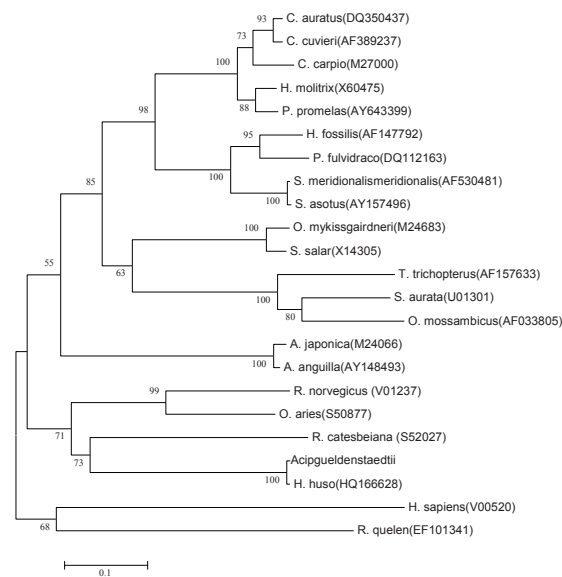 93
C. auratus(DQ350437)
73
C. cuvieri(AF389237)
100
C. carpio(M27000)
H. molitrix(X60475)
88
P. promelas(AY643399)
98
95
H. fossilis(AF147792)
P. fulvidraco(DQ112163)
100
S. meridionalismeridionalis(AF530481)
100
S. asotus(AY157496)
85
100
O. mykissgairdneri(M24683)
S. salar(X14305)
63
T. trichopterus(AF157633)
100
S. aurata(U01301)
80
O. mossambicus(AF033805)
55
A. japonica(M24066)
100
A. anguilla(AY148493)
99
R. norvegicus (V01237)
O. aries(S50877)
71
R. catesbeiana (S52027)
73
Acipgueldenstaedtii
100
H. huso(HQ166628)
H. sapiens(V00520)
68
R. quelen(EF101341)
0.1